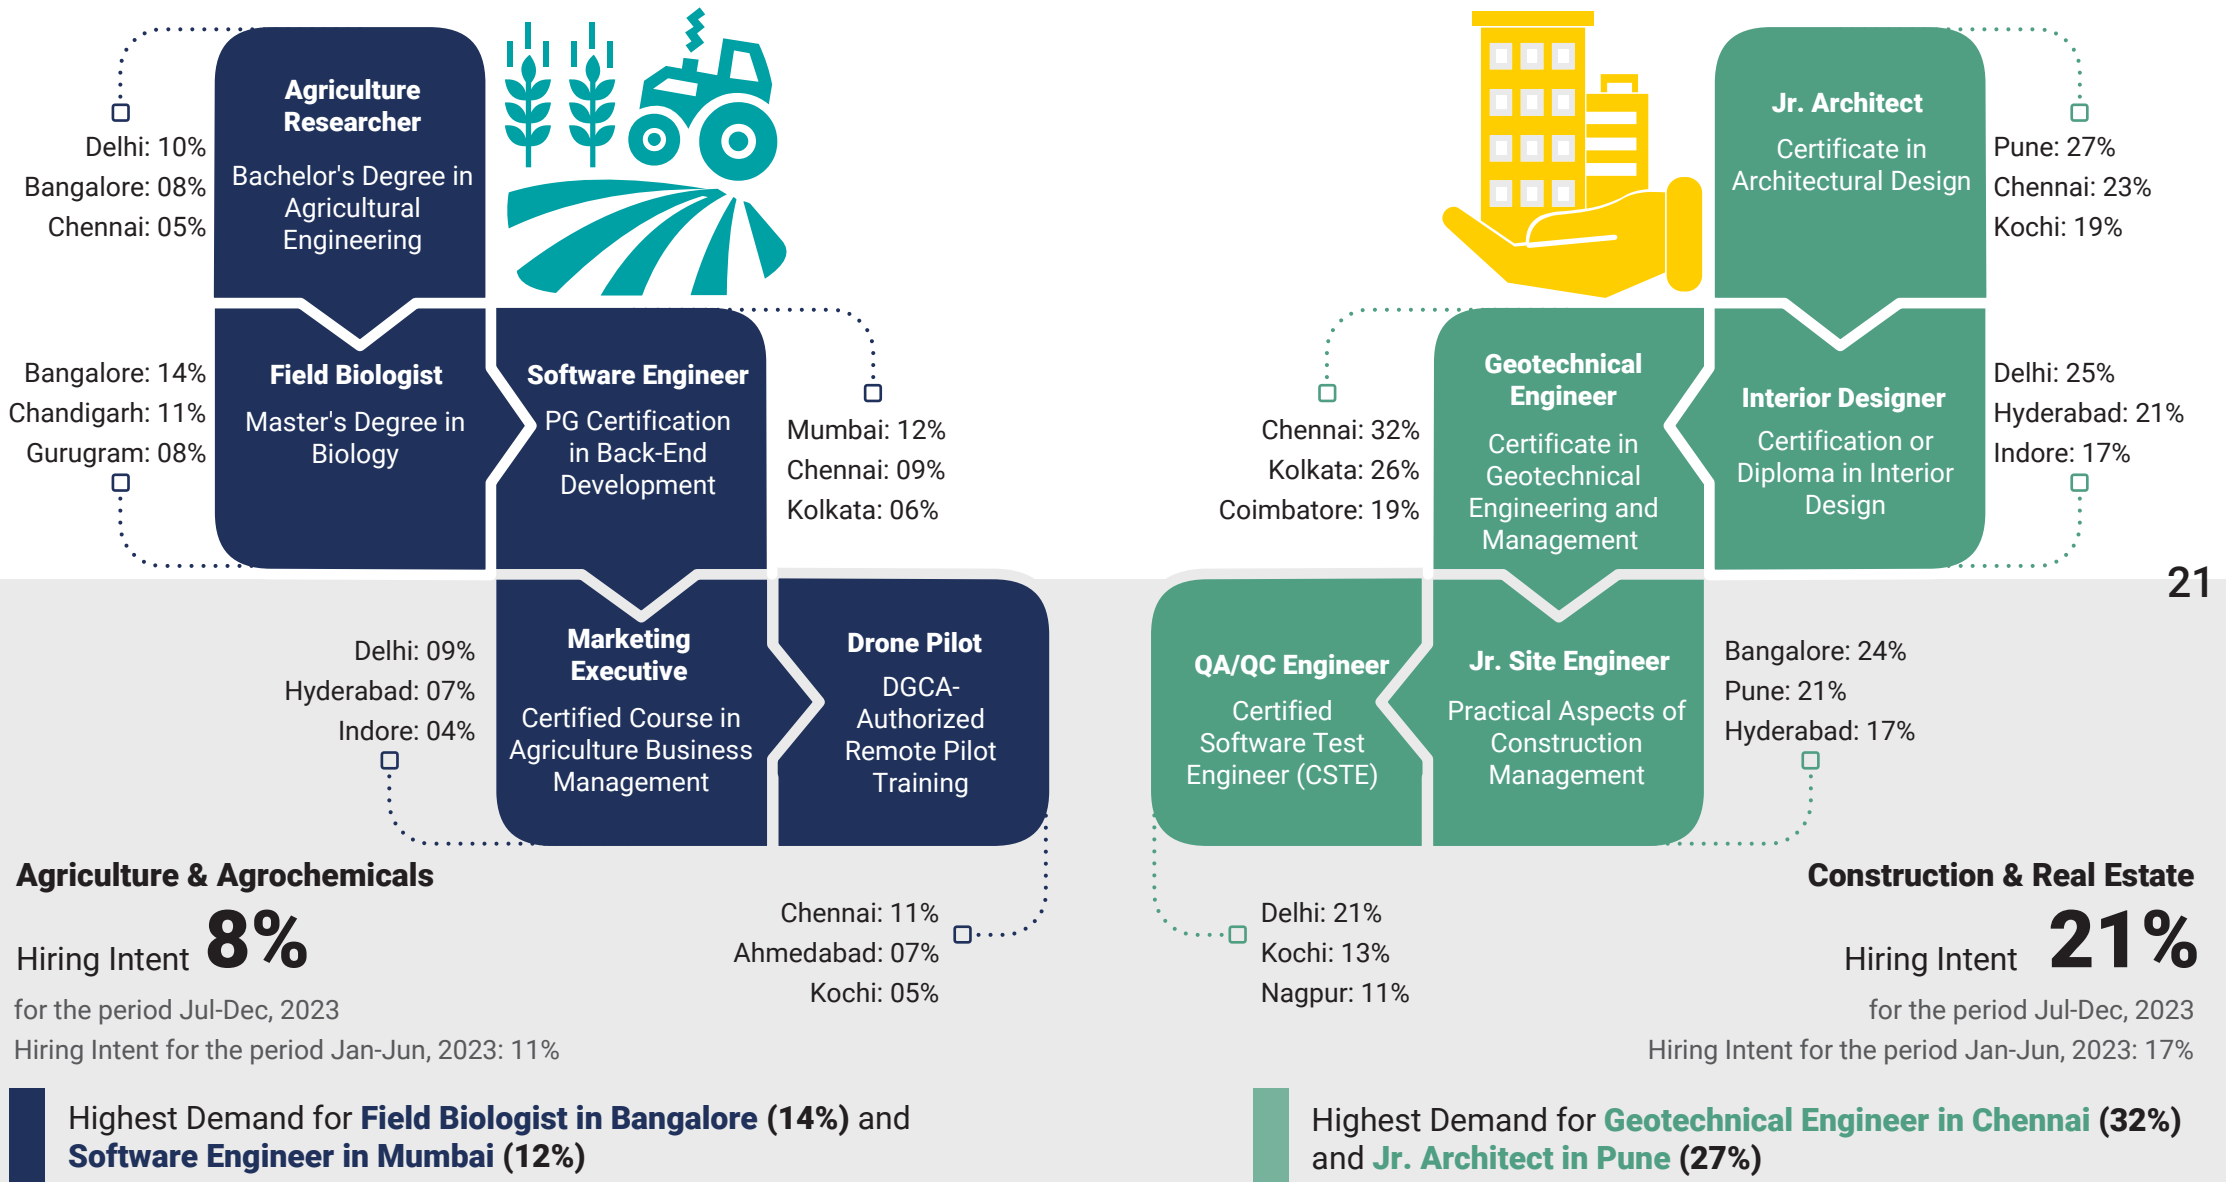 Agriculture
Researcher
Bachelor's Degree in
Agricultural
Engineering
Delhi: 10%
Bangalore: 08%
Chennai: 05%
Field Biologist
Master's Degree in
Biology
Bangalore: 14%
Chandigarh: 11%
Gurugram: 08%
Software Engineer
PG Certification
in Back-End
Development
Mumbai: 12%
Chennai: 09%
Kolkata: 06%
Marketing
Executive
Certified Course in
Agriculture Business
Management
Delhi: 09%
Hyderabad: 07%
Indore: 04%
Drone Pilot
DGCA-
Authorized
Remote Pilot
Training
Chennai: 11%
Ahmedabad: 07%
Kochi: 05%
Agriculture & Agrochemicals
Hiring Intent 8%
for the period Jul-Dec, 2023
Hiring Intent for the period Jan-Jun, 2023: 11%
Highest Demand for Field Biologist in Bangalore (14%) and
Software Engineer in Mumbai (12%)
Jr. Architect
Certificate in
Architectural Design
Pune: 27%
Chennai: 23%
Kochi: 19%
Interior Designer
Certification or
Diploma in Interior
Design
Delhi: 25%
Hyderabad: 21%
Indore: 17%
Geotechnical
Engineer
Certificate in
Geotechnical
Engineering and
Management
Chennai: 32%
Kolkata: 26%
Coimbatore: 19%
21
Jr. Site Engineer
Practical Aspects of
Construction
Management
Bangalore: 24%
Pune: 21%
Hyderabad: 17%
QA/QC Engineer
Certified
Software Test
Engineer (CSTE)
Delhi: 21%
Kochi: 13%
Nagpur: 11%
Construction & Real Estate
Hiring Intent 21%
for the period Jul-Dec, 2023
Hiring Intent for the period Jan-Jun, 2023: 17%
Highest Demand for Geotechnical Engineer in Chennai (32%)
and Jr. Architect in Pune (27%)